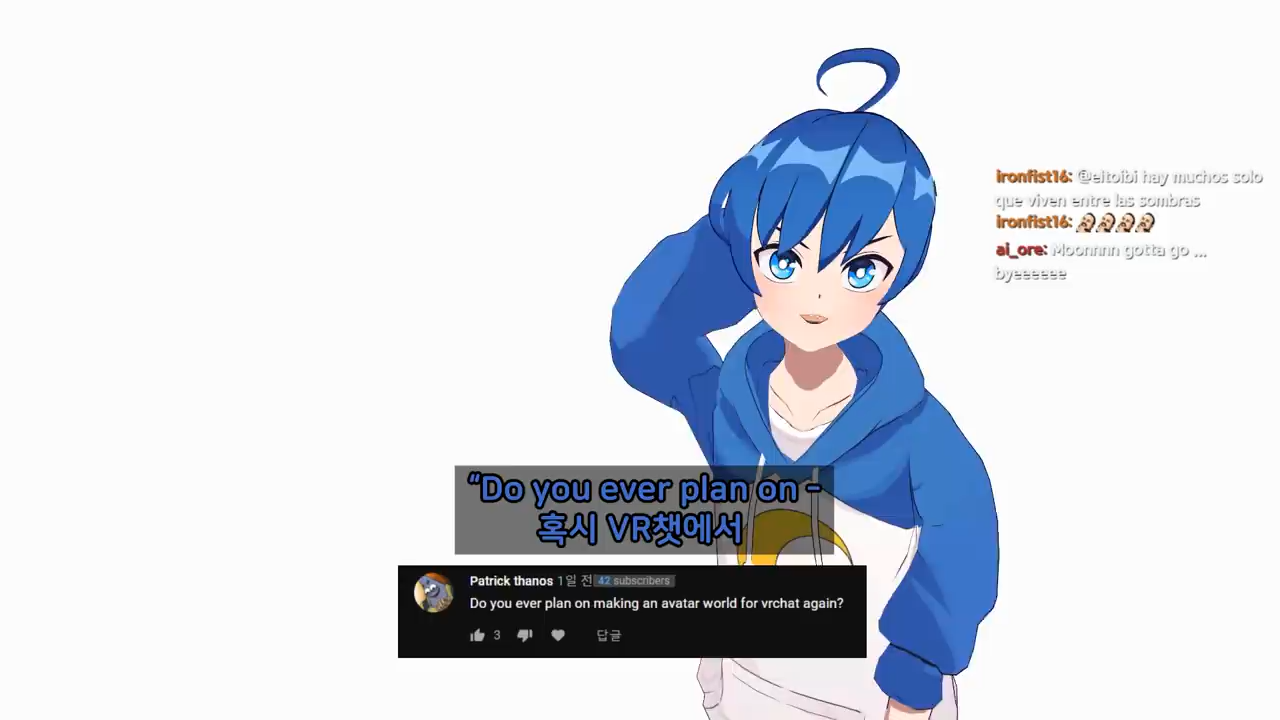 ironfist16: @eltoibi hay muchos solo
que viven entre las sombras
ironfist16:
ai_ore: Moonnnn gotta go ...
byeeeeee
“Do you ever plan on -
혹시 VR챗에서
Patrick thanos 1일 전 42 subscribers
Do you ever plan on making an avatar world for vrchat again?
3 답글